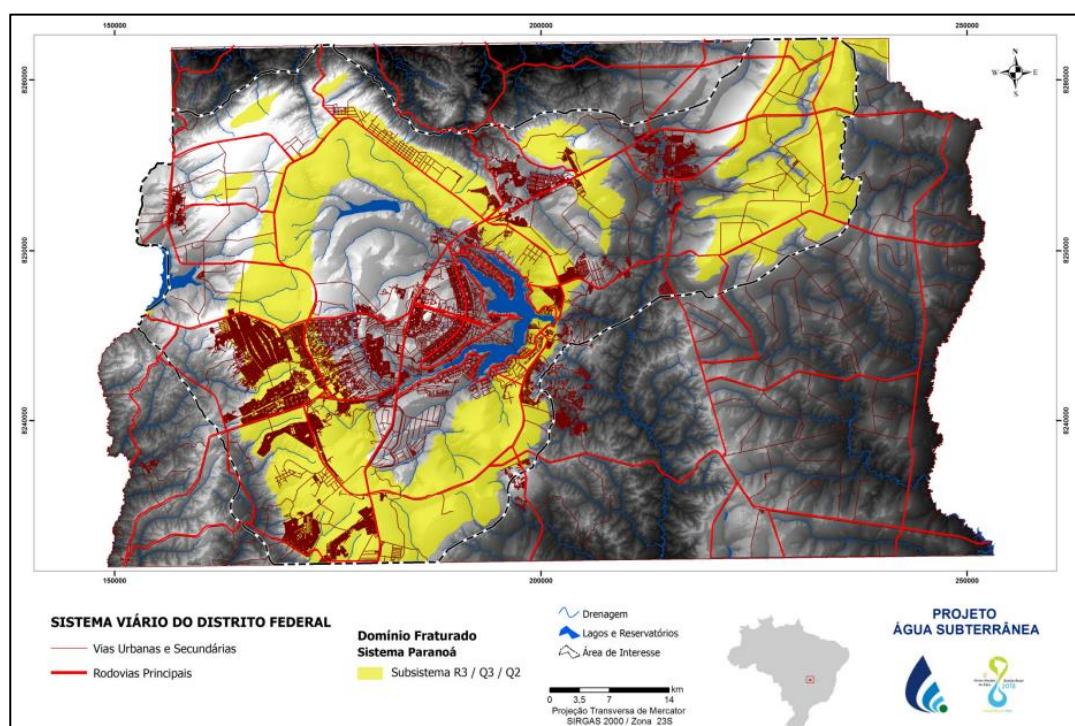 150000 200000 250000
8260000 8260000
N
W E
S
8250000 8250000
8240000 8240000
150000 200000 250000
SISTEMA VIÁRIO DO DISTRITO FEDERAL
Vias Urbanas e Secundárias
Rodovias Principais
Domínio Fraturado
Sistema Paranoá
Subsistema R3 / Q3 / Q2
Drenagem
Lagos e Reservatórios
Área de Interesse
km
0 3,5 7 14
Projeção Transversa de Mercator
SIRGAS 2000 / Zona 23S
PROJETO
ÁGUA SUBTERRÂNEA